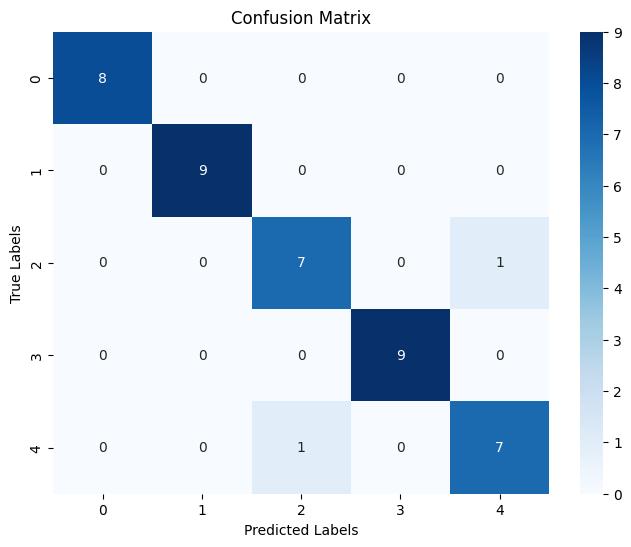 Confusion Matrix
0 8 0 0 0 0
1 0 9 0 0 0
2 0 0 7 0 1
3 0 0 0 9 0
4 0 0 1 0 7
0 1 2 3 4
True Labels
Predicted Labels
9
8
7
6
5
4
3
2
1
0